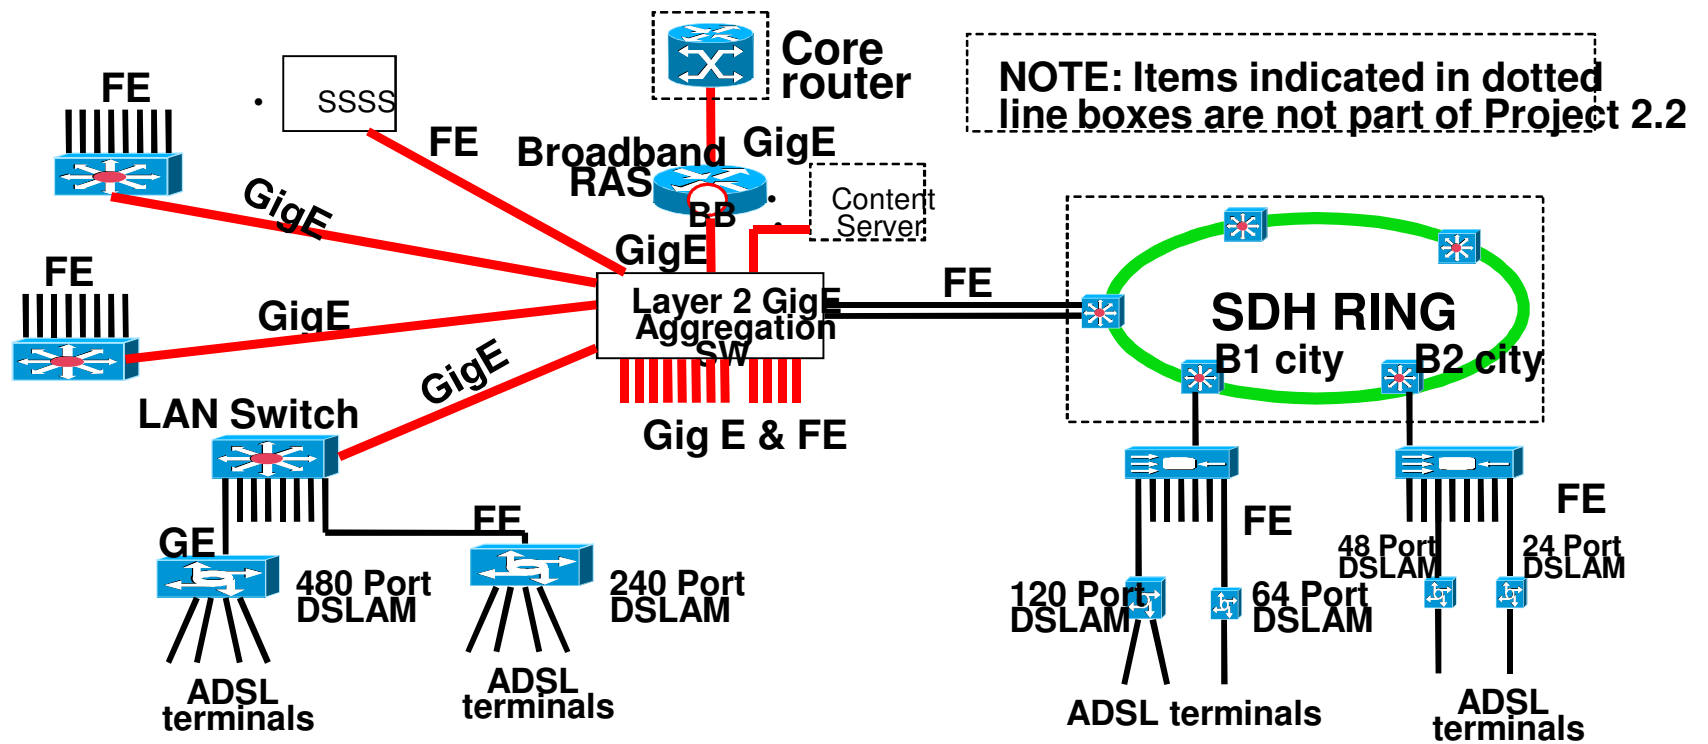 Core
router
NOTE: Items indicated in dotted
line boxes are not part of Project 2.2
FE
• SSSS
FE
GigE
Broadband
RAS
BB
•
•
Content
Server
GigE
GigE
FE
GigE
Layer 2 GigE
Aggregation
SW
FE
SDH RING
B1 city
B2 city
GigE
LAN Switch
Gig E & FE
GE
FE
480 Port
DSLAM
240 Port
DSLAM
ADSL
terminals
ADSL
terminals
FE
FE
120 Port
DSLAM
64 Port
DSLAM
48 Port
DSLAM
24 Port
DSLAM
ADSL terminals
ADSL
terminals